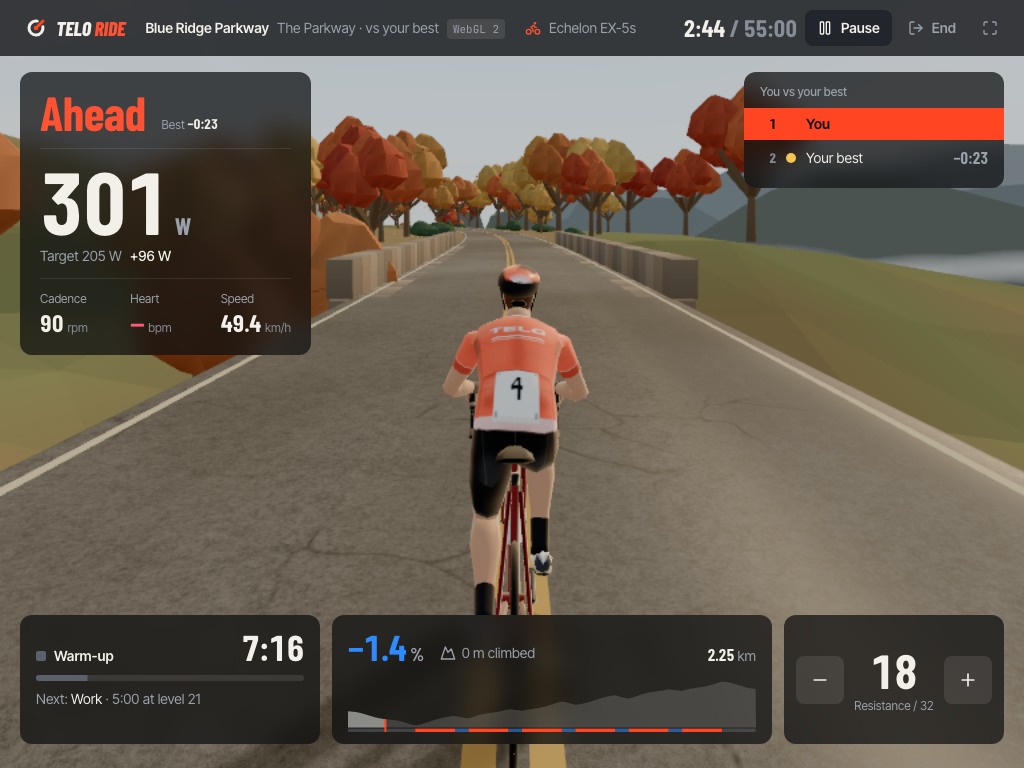 TELO RIDE Blue Ridge Parkway The Parkway · vs your best WebGL 2 Echelon EX-5s 2:44 / 55:00 Pause End
Ahead Best −0:23
301 W
Target 205 W +96 W
Cadence Heart Speed
90 rpm — bpm 49.4 km/h
You vs your best
1 You
2 Your best −0:23
TELO
4
Warm-up 7:16
Next: Work · 5:00 at level 21
−1.4 % 0 m climbed 2.25 km
− 18 +
Resistance / 32